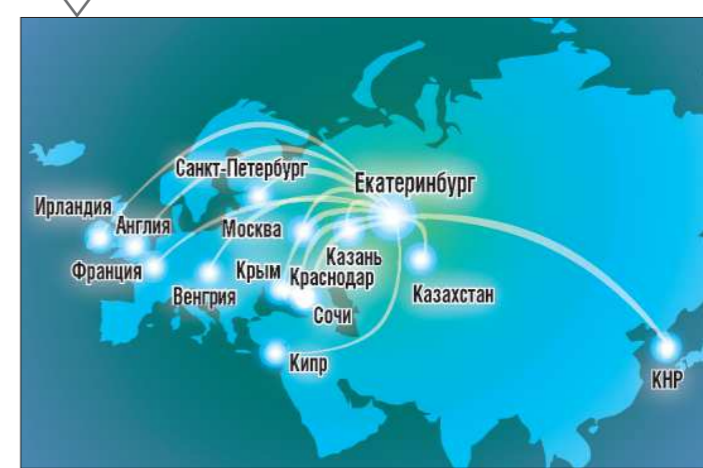 Санкт-Петербург
Екатеринбург
Ирландия
Англия
Москва
Казань
Франция
Крым
Краснодар
Венгрия
Казахстан
Сочи
Кипр
КНР